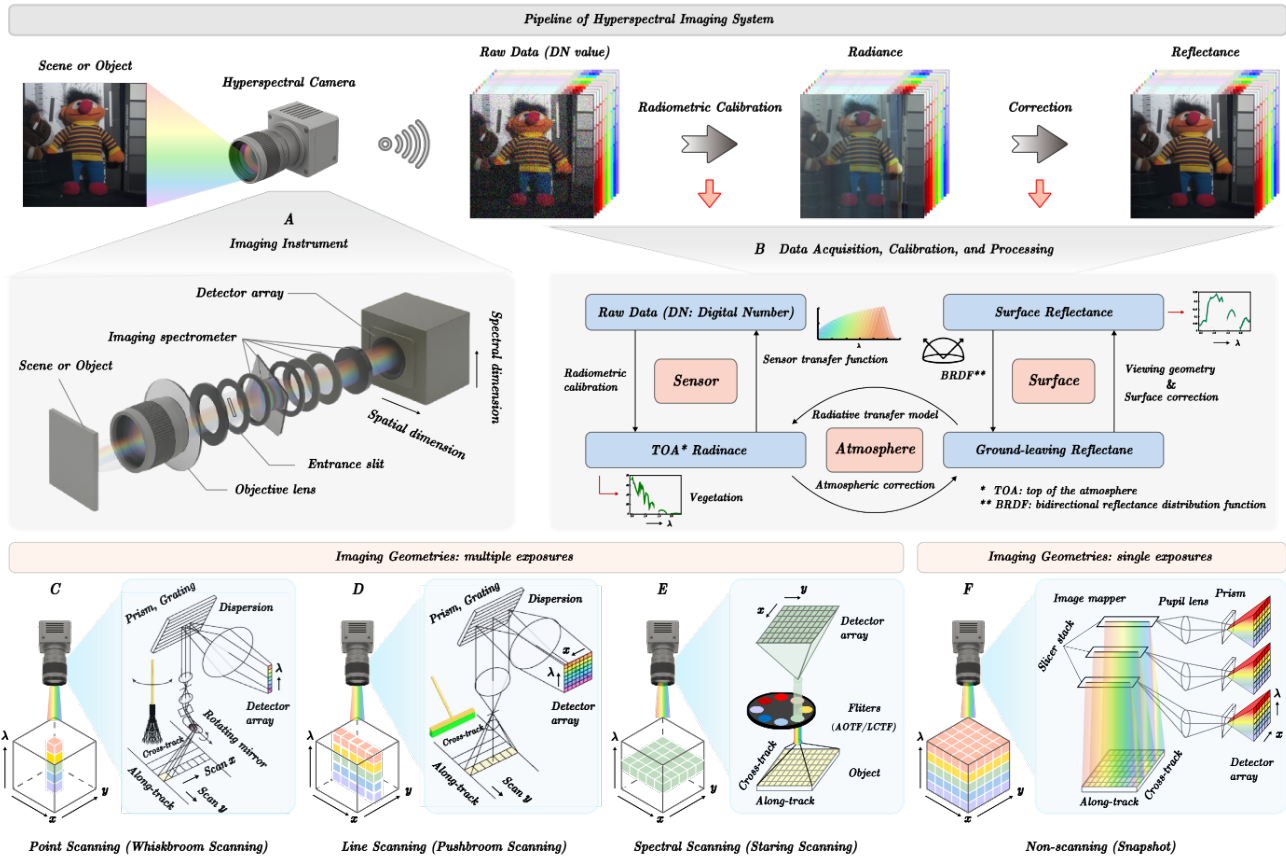 Pipeline of Hyperspectral Imaging System
Scene or Object
Hyperspectral Camera
Raw Data (DN value)
Radiometric Calibration
Radiance
Correction
Reflectance
A
Imaging Instrument
B Data Acquisition, Calibration, and Processing
Detector array
Imaging spectrometer
Scene or Object
Spectral dimension
Spatial dimension
Entrance slit
Objective lens
Raw Data (DN: Digital Number)
λ
Sensor transfer function
Surface Reflectance
λ
Radiometric
calibration
Sensor
BRDF**
Surface
Viewing geometry
&
Surface correction
Radiative transfer model
TOA* Radinace
Atmosphere
Ground-leaving Reflectane
Atmospheric correction
Vegetation
λ
* TOA: top of the atmosphere
** BRDF: bidirectional reflectance distribution function
Imaging Geometries: multiple exposures
Imaging Geometries: single exposures
C
Prism, Grating
Dispersion
λ
Detector
array
Rotating mirror
Cross-track
Scan x
Along-track
Scan y
λ
x
y
Point Scanning (Whiskbroom Scanning)
D
Prism, Grating
Dispersion
x
λ
Detector
array
Cross-track
Along-track
Scan y
λ
x
y
Line Scanning (Pushbroom Scanning)
E
y
x
Detector
array
Fliters
(AOTF/LCTF)
Cross-track
Object
Along-track
λ
x
y
Spectral Scanning (Staring Scanning)
F
Image mapper
Pupil lens
Prism
Slicer stack
λ
x
Detector
array
Cross-track
Along-track
λ
x
y
Non-scanning (Snapshot)